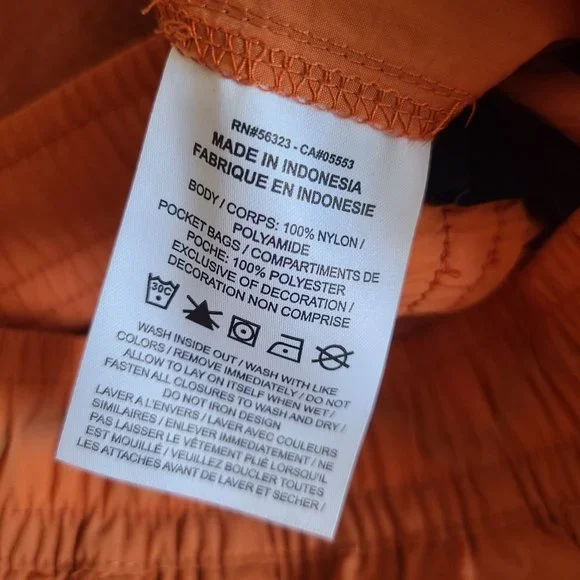 RN#56323 - CA#05553
MADE IN INDONESIA
FABRIQUE EN INDONESIE
BODY / CORPS: 100% NYLON /
POLYAMIDE
POCKET BAGS / COMPARTIMENTS DE
POCHE: 100% POLYESTER
EXCLUSIVE OF DECORATION /
DECORATION NON COMPRISE
30C
WASH INSIDE OUT / WASH WITH LIKE
COLORS / REMOVE IMMEDIATELY / DO NOT
ALLOW TO LAY ON ITSELF WHEN WET /
FASTEN ALL CLOSURES TO WASH AND DRY /
DO NOT IRON DESIGN
LAVER A L'ENVERS / LAVER AVEC COULEURS
SIMILAIRES / ENLEVER IMMEDIATEMENT / NE
PAS LAISSER LE VÊTEMENT PLIÉ LORSQU'IL
EST MOUILLÉ / VEUILLEZ BOUCLER TOUTES
LES ATTACHES AVANT DE LAVER ET SECHER /